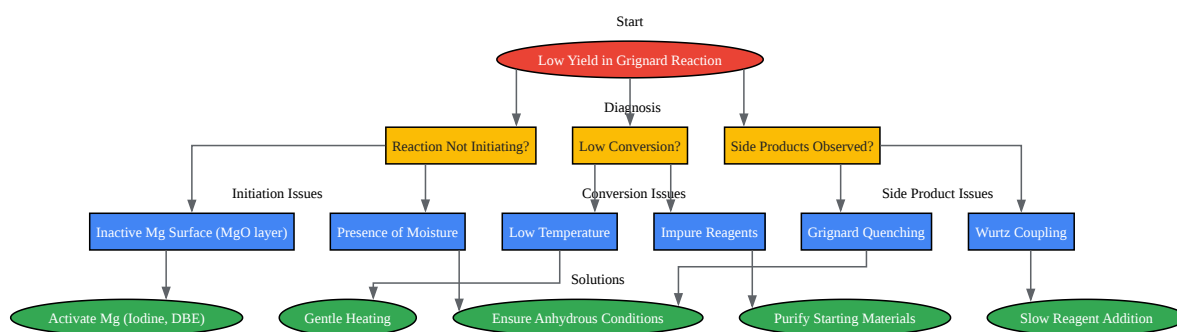 Start
Low Yield in Grignard Reaction
Diagnosis
Reaction Not Initiating?
Low Conversion?
Side Products Observed?
Initiation Issues
Conversion Issues
Side Product Issues
Inactive Mg Surface (MgO layer)
Presence of Moisture
Low Temperature
Impure Reagents
Grignard Quenching
Wurtz Coupling
Solutions
Activate Mg (Iodine, DBE)
Gentle Heating
Ensure Anhydrous Conditions
Purify Starting Materials
Slow Reagent Addition